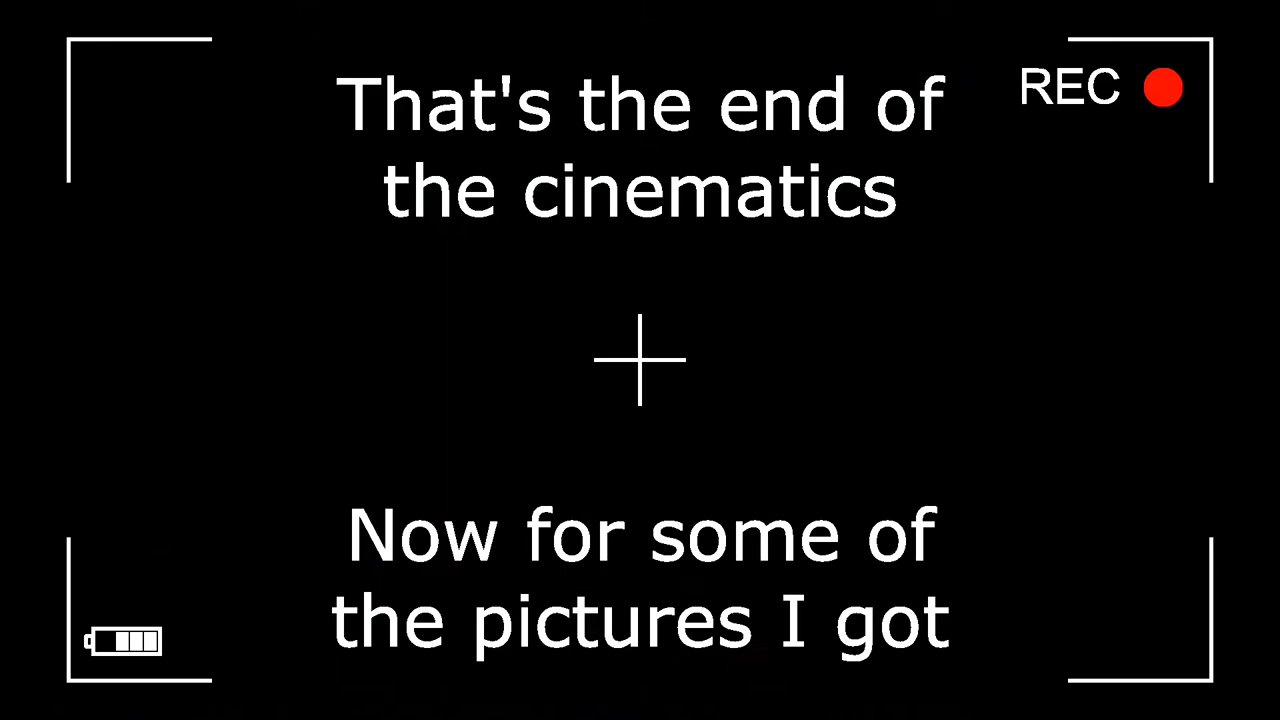 That's the end of
the cinematics
REC
Now for some of
the pictures I got